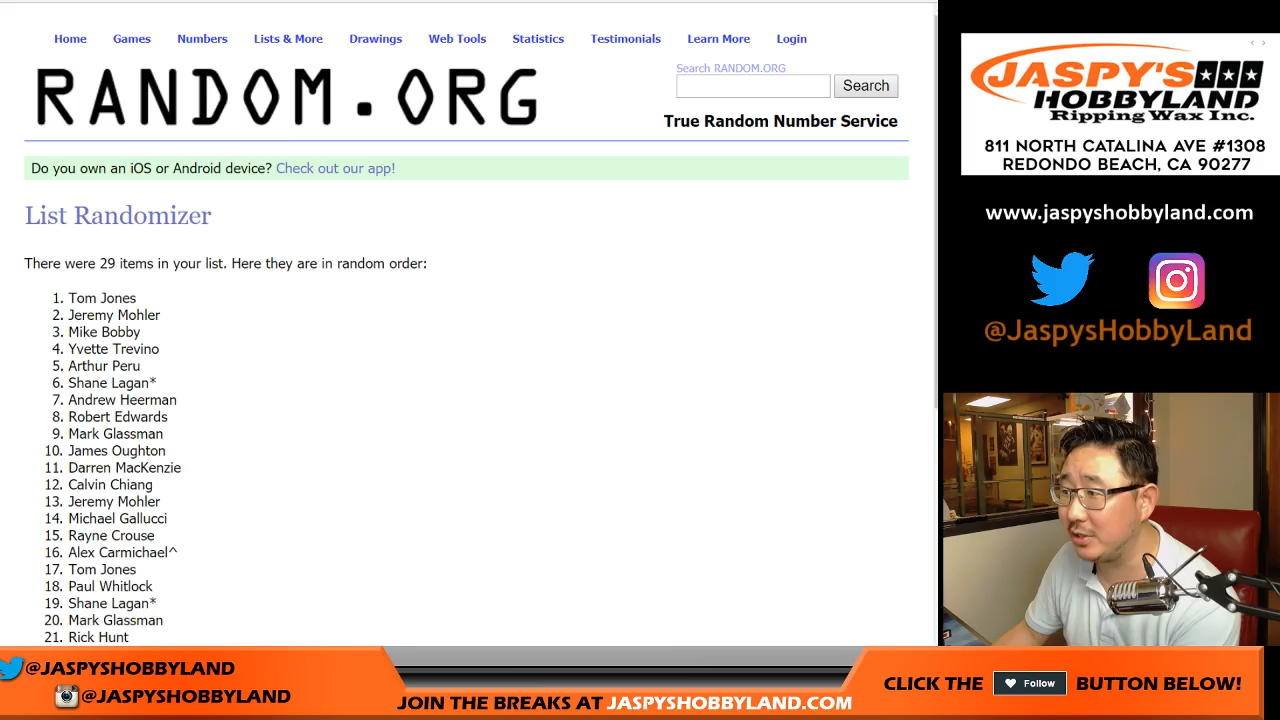 Home Games Numbers Lists & More Drawings Web Tools Statistics Testimonials Learn More Login
RANDOM.ORG
Search RANDOM.ORG
Search
True Random Number Service
Do you own an iOS or Android device? Check out our app!
List Randomizer
There were 29 items in your list. Here they are in random order:
1. Tom Jones
2. Jeremy Mohler
3. Mike Bobby
4. Yvette Trevino
5. Arthur Peru
6. Shane Lagan*
7. Andrew Heerman
8. Robert Edwards
9. Mark Glassman
10. James Oughton
11. Darren MacKenzie
12. Calvin Chiang
13. Jeremy Mohler
14. Michael Gallucci
15. Rayne Crouse
16. Alex Carmichael^
17. Tom Jones
18. Paul Whitlock
19. Shane Lagan*
20. Mark Glassman
21. Rick Hunt
JASPY'S
HOBBYLAND
Ripping Wax Inc.
811 NORTH CATALINA AVE #1308
REDONDO BEACH, CA 90277
www.jaspyshobbyland.com
@JaspysHobbyLand
@JASPYSHOBBYLAND
@JASPYSHOBBYLAND
JOIN THE BREAKS AT JASPYSHOBBYLAND.COM
CLICK THE Follow BUTTON BELOW!